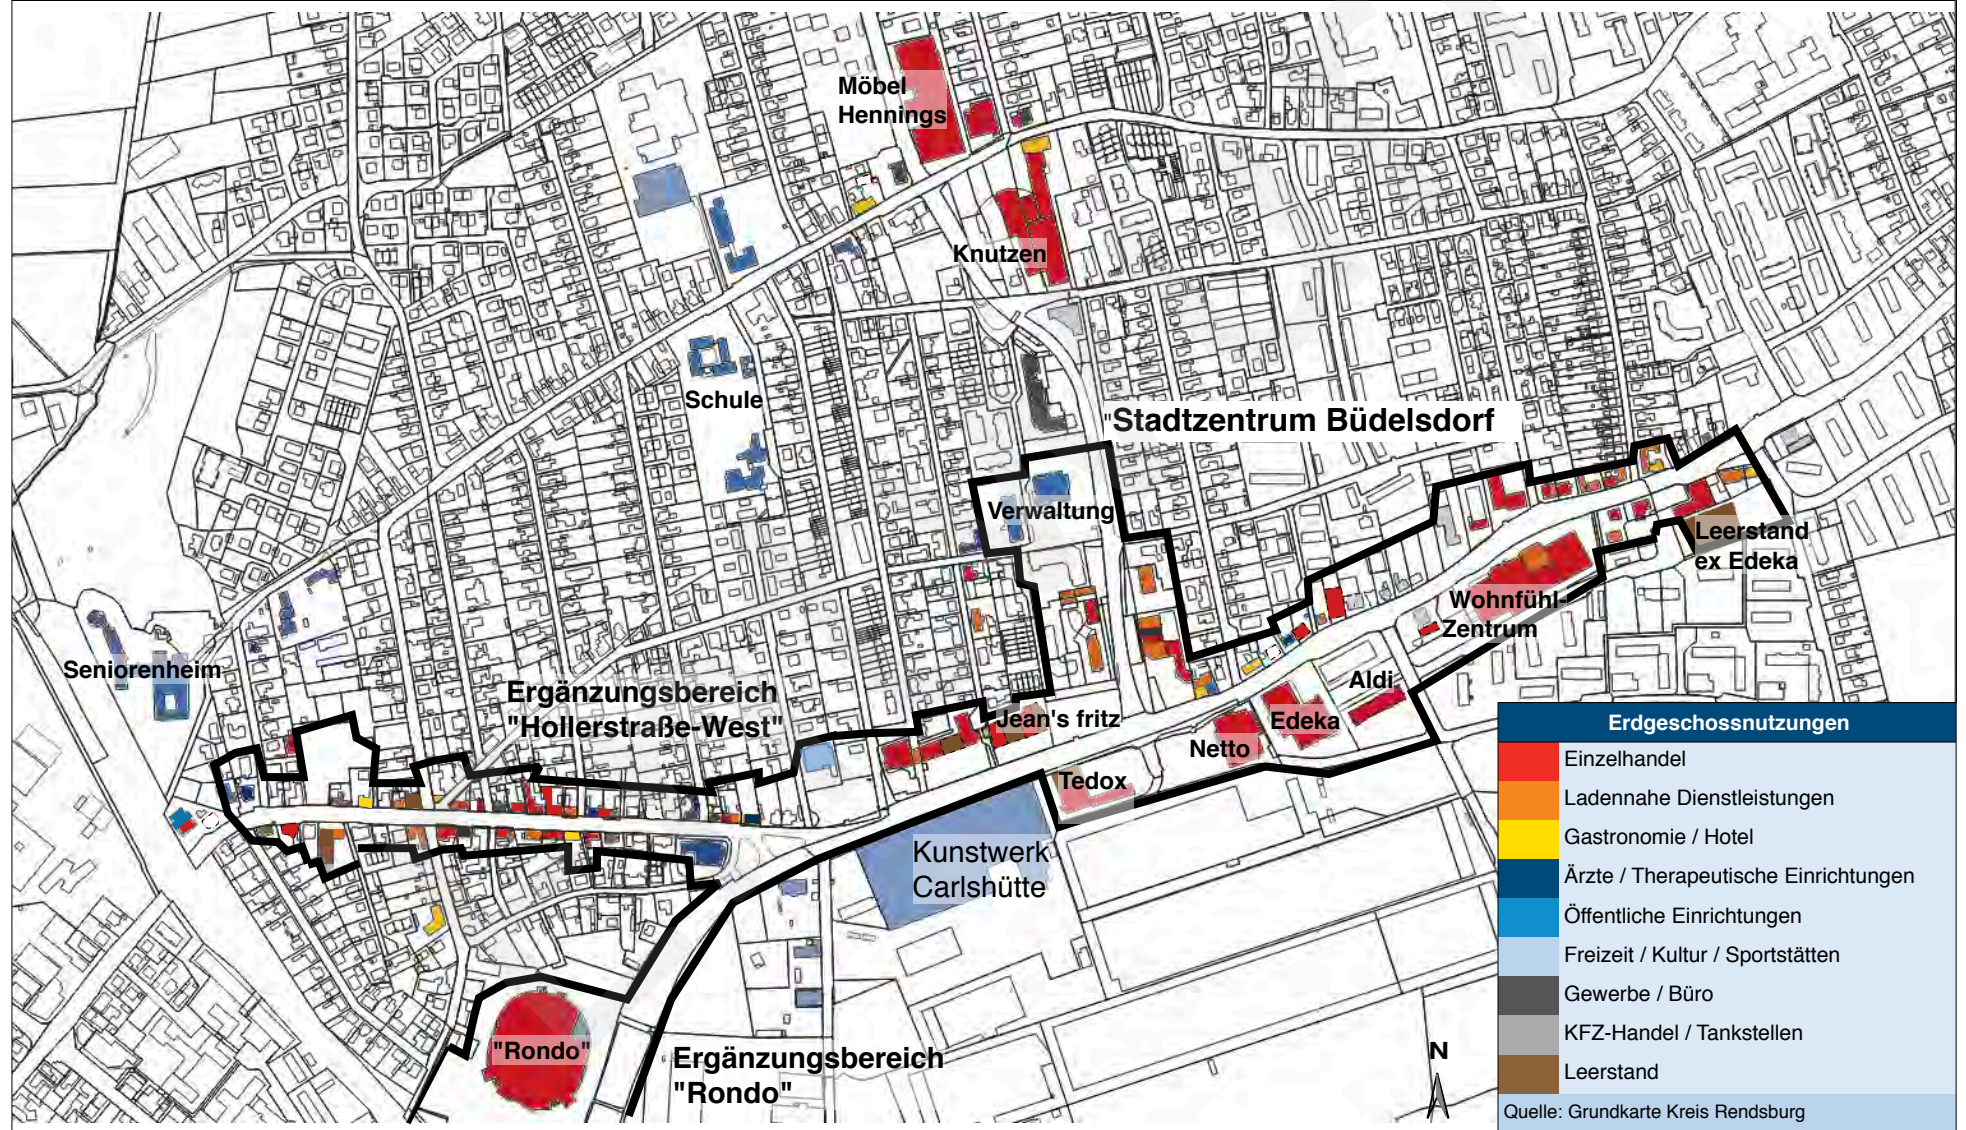 Möbel
Hennings
Knutzen
Schule
"Stadtzentrum Büdelsdorf
Verwaltung
Leerstand
ex Edeka
Wohnfühl-
Zentrum
Seniorenheim
Ergänzungsbereich
"Hollerstraße-West"
Jean's fritz
Aldi
Edeka
Netto
Tedox
Kunstwerk
Carlshütte
"Rondo"
Ergänzungsbereich
"Rondo"
N
Erdgeschossnutzungen
Einzelhandel
Ladennahe Dienstleistungen
Gastronomie / Hotel
Ärzte / Therapeutische Einrichtungen
Öffentliche Einrichtungen
Freizeit / Kultur / Sportstätten
Gewerbe / Büro
KFZ-Handel / Tankstellen
Leerstand
Quelle: Grundkarte Kreis Rendsburg